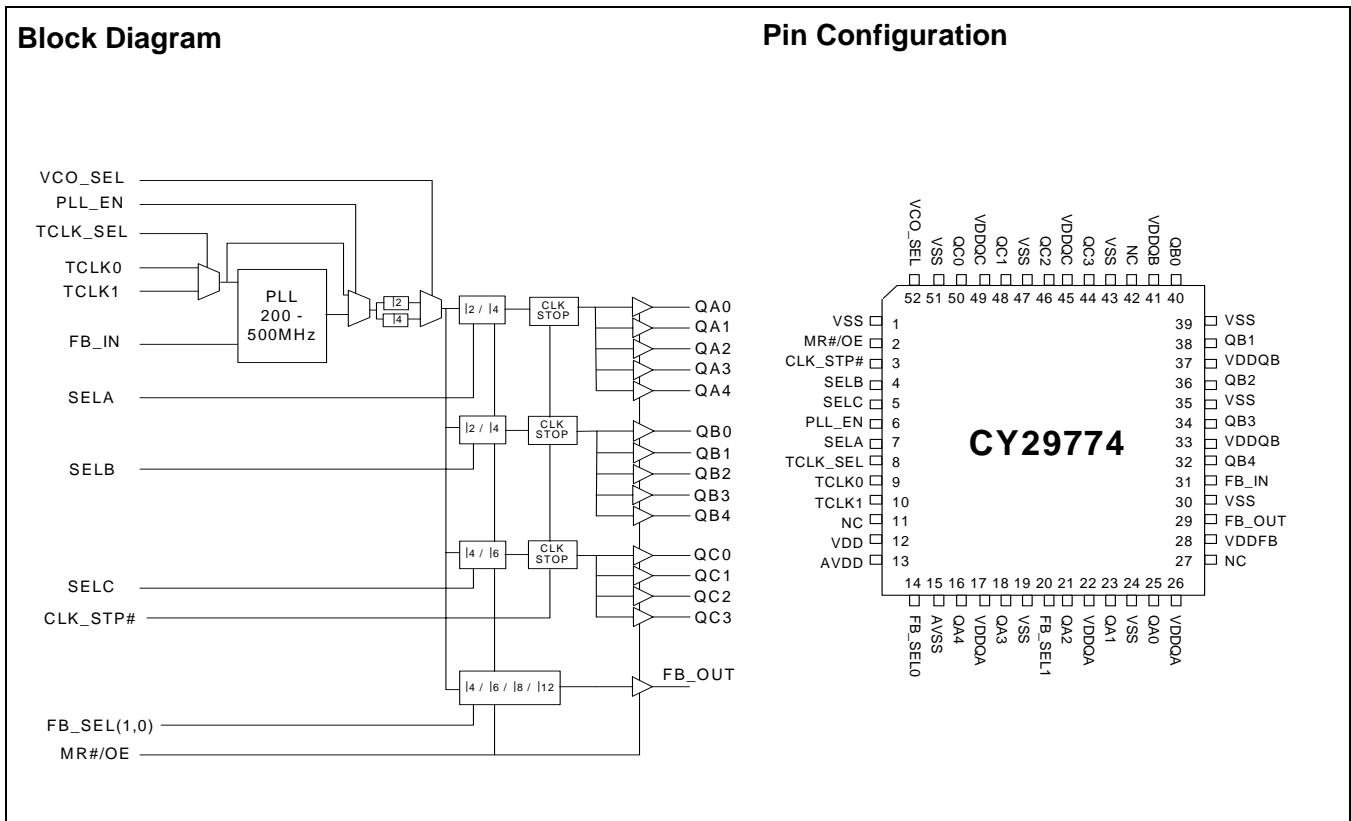 Block Diagram
Pin Configuration
VCO_SEL
PLL_EN
TCLK_SEL
TCLK0
TCLK1
FB_IN
PLL
200 -
500MHz
|2
|4
SELA
|2 / |4
CLK
STOP
QA0
QA1
QA2
QA3
QA4
SELB
|2 / |4
CLK
STOP
QB0
QB1
QB2
QB3
QB4
SELC
|4 / |6
CLK
STOP
QC0
QC1
QC2
QC3
CLK_STP#
|4 / |6 / |8 / |12
FB_OUT
FB_SEL(1,0)
MR#/OE
VCO_SEL
VSS
QC0
VDDQC
QC1
VSS
QC2
VDDQC
QC3
VSS
NC
VDDQB
QB0
52 51 50 49 48 47 46 45 44 43 42 41 40
VSS 1
MR#/OE 2
CLK_STP# 3
SELB 4
SELC 5
PLL_EN 6
SELA 7
TCLK_SEL 8
TCLK0 9
TCLK1 10
NC 11
VDD 12
AVDD 13
CY29774
39 VSS
38 QB1
37 VDDQB
36 QB2
35 VSS
34 QB3
33 VDDQB
32 QB4
31 FB_IN
30 VSS
29 FB_OUT
28 VDDFB
27 NC
14 15 16 17 18 19 20 21 22 23 24 25 26
FB_SEL0
AVSS
QA4
VDDQA
QA3
VSS
FB_SEL1
QA2
VDDQA
QA1
VSS
QA0
VDDQA